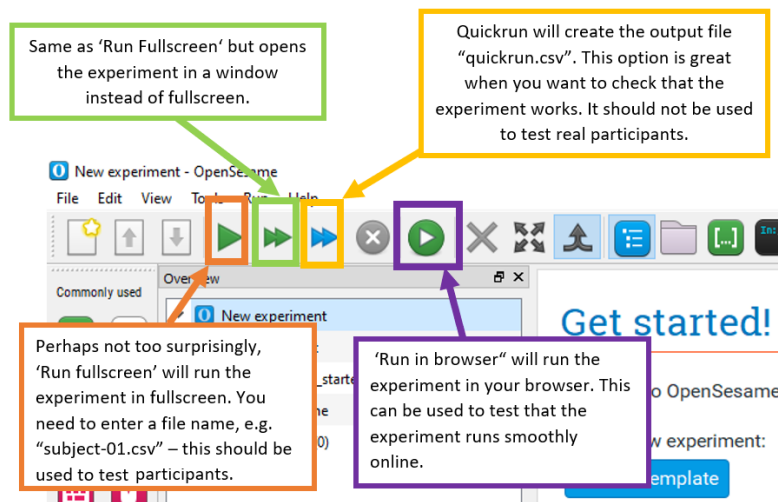 Same as ‘Run Fullscreen‘ but opens
the experiment in a window
instead of fullscreen.
Quickrun will create the output file
“quickrun.csv”. This option is great
when you want to check that the
experiment works. It should not be used
to test real participants.
New experiment - OpenSesame
File Edit View Tools Run Help
[...]
In:
Commonly used
Overview
New experiment
Get started!
Perhaps not too surprisingly,
‘Run fullscreen’ will run the
experiment in fullscreen. You
need to enter a file name, e.g.
“subject-01.csv” – this should be
used to test participants.
‘Run in browser“ will run the
experiment in your browser. This
can be used to test that the
experiment runs smoothly
online.
o OpenSesame
w experiment:
emplate